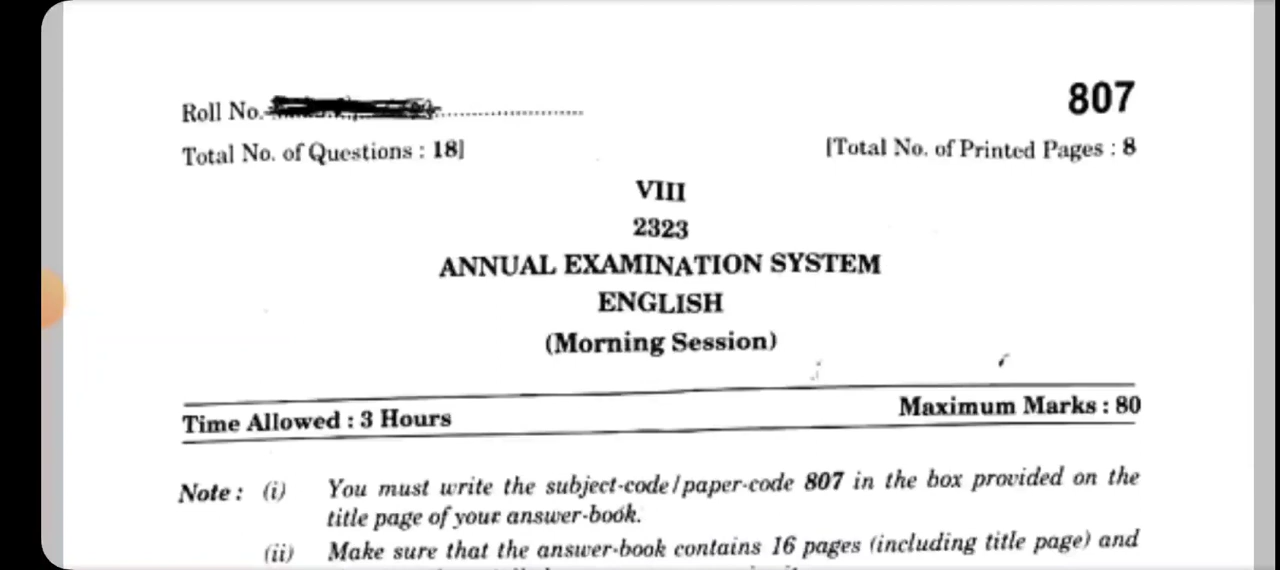 Roll No. ..............................
807
Total No. of Questions : 18]
[Total No. of Printed Pages : 8
VIII
2323
ANNUAL EXAMINATION SYSTEM
ENGLISH
(Morning Session)
Time Allowed : 3 Hours
Maximum Marks : 80
Note : (i) You must write the subject-code/paper-code 807 in the box provided on the
title page of your answer-book.
(ii) Make sure that the answer-book contains 16 pages (including title page) and